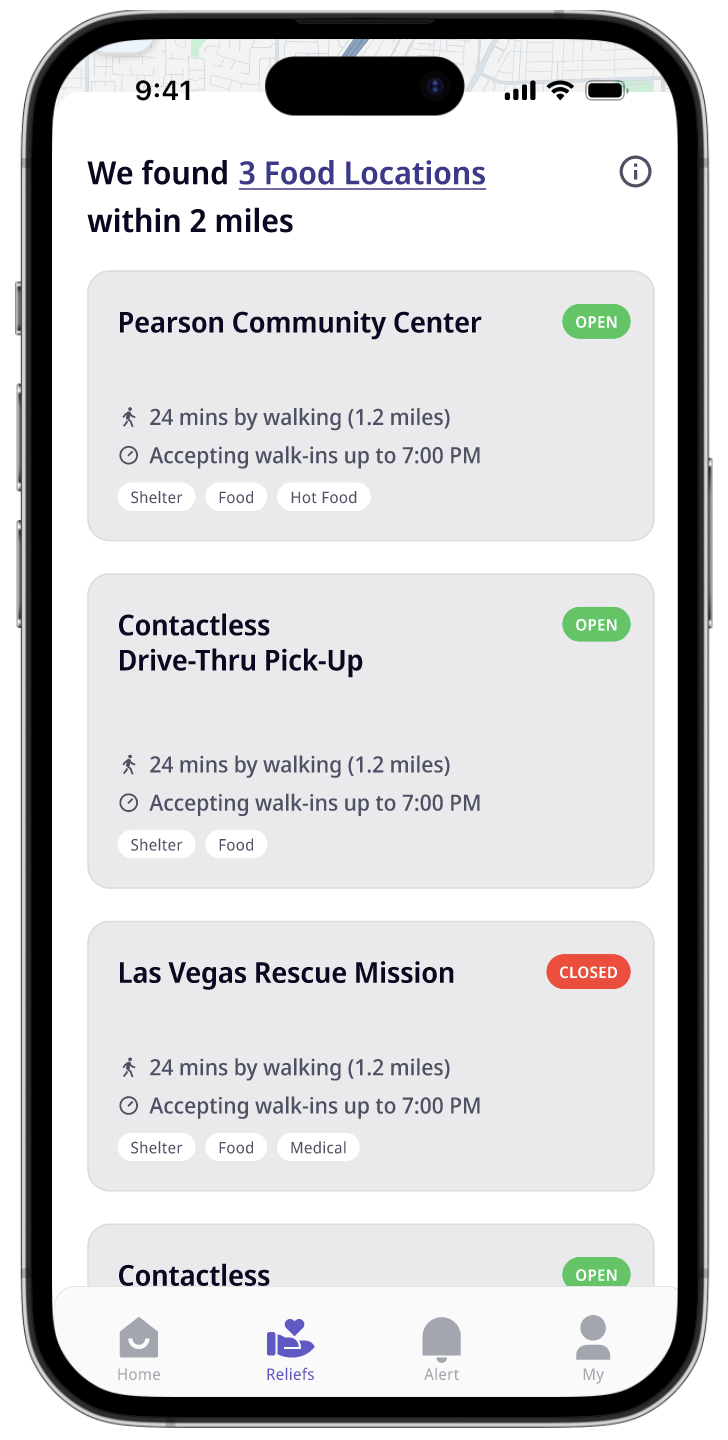 9:41
We found 3 Food Locations
within 2 miles
Pearson Community Center
OPEN
24 mins by walking (1.2 miles)
Accepting walk-ins up to 7:00 PM
Shelter Food Hot Food
Contactless
Drive-Thru Pick-Up
OPEN
24 mins by walking (1.2 miles)
Accepting walk-ins up to 7:00 PM
Shelter Food
Las Vegas Rescue Mission
CLOSED
24 mins by walking (1.2 miles)
Accepting walk-ins up to 7:00 PM
Shelter Food Medical
Contactless
OPEN
Home Reliefs Alert My